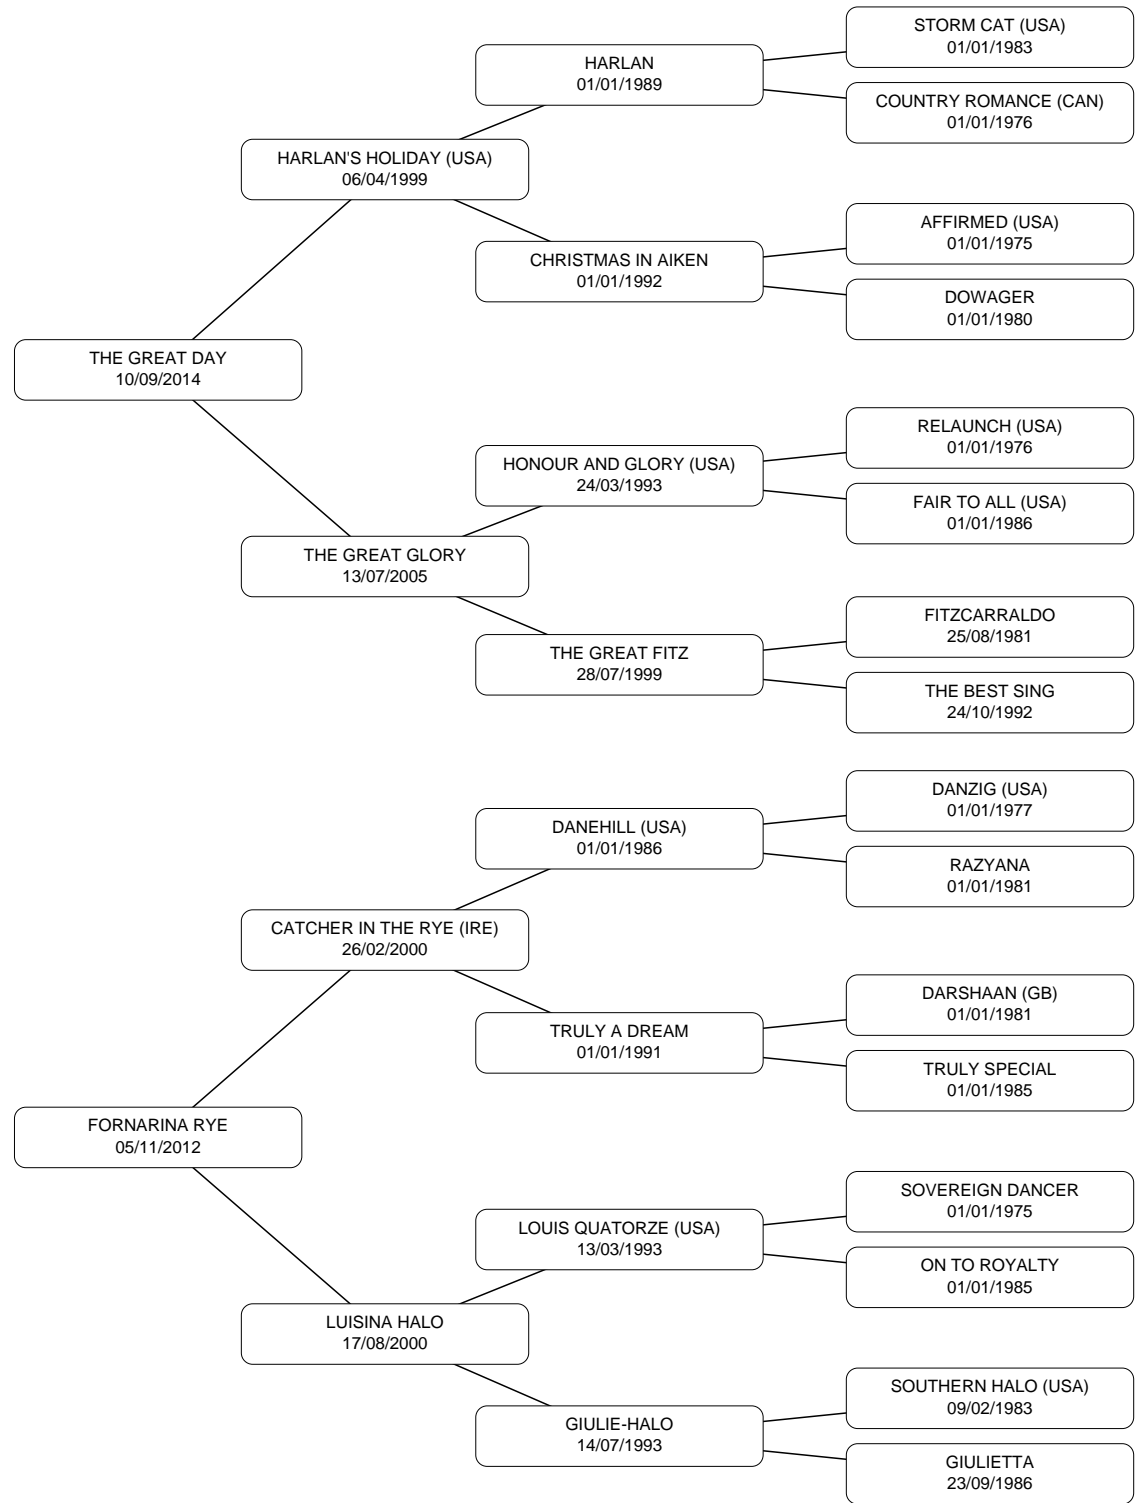 STORM CAT (USA)
01/01/1983
HARLAN
01/01/1989
COUNTRY ROMANCE (CAN)
01/01/1976
HARLAN'S HOLIDAY (USA)
06/04/1999
AFFIRMED (USA)
01/01/1975
CHRISTMAS IN AIKEN
01/01/1992
DOWAGER
01/01/1980
THE GREAT DAY
10/09/2014
RELAUNCH (USA)
01/01/1976
HONOUR AND GLORY (USA)
24/03/1993
FAIR TO ALL (USA)
01/01/1986
THE GREAT GLORY
13/07/2005
FITZCARRALDO
25/08/1981
THE GREAT FITZ
28/07/1999
THE BEST SING
24/10/1992
DANZIG (USA)
01/01/1977
DANEHILL (USA)
01/01/1986
RAZYANA
01/01/1981
CATCHER IN THE RYE (IRE)
26/02/2000
DARSHAAN (GB)
01/01/1981
TRULY A DREAM
01/01/1991
TRULY SPECIAL
01/01/1985
FORNARINA RYE
05/11/2012
SOVEREIGN DANCER
01/01/1975
LOUIS QUATORZE (USA)
13/03/1993
ON TO ROYALTY
01/01/1985
LUISINA HALO
17/08/2000
SOUTHERN HALO (USA)
09/02/1983
GIULIE-HALO
14/07/1993
GIULIETTA
23/09/1986